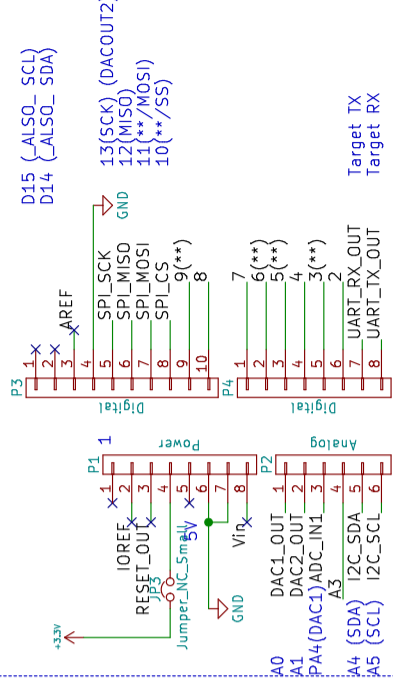 D15 (_ALSO_ SCL)
D14 (_ALSO_ SDA)
13(SCK) (DACOUT2)
12(MISO)
11(**/MOSI)
10(**/SS)
Target TX
Target RX
GND
AREF
SPI_SCK
SPI_MISO
SPI_MOSI
SPI_CS
9(**)
8
7
6(**)
5(**)
4
3(**)
2
UART_RX_OUT
UART_TX_OUT
P3
1
2
3
4
5
6
7
8
9
10
Digital
P4
1
2
3
4
5
6
7
8
Digital
P1
1
Power
1
2
3
4
5
6
7
8
P2
Analog
1
2
3
4
5
6
IOREF
RESET_OUT
JP3
Jumper_NC_Small
5V
Vin
GND
+3.3V
DAC1_OUT
DAC2_OUT
ADC_IN1
A3
I2C_SDA
I2C_SCL
A0
A1
PA4(DAC1)
A4 (SDA)
A5 (SCL)